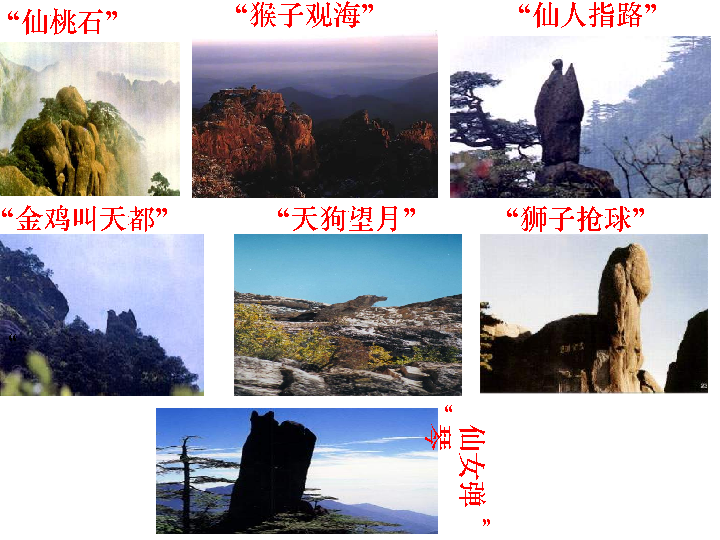 “仙桃石”
“猴子观海”
“仙人指路”
“金鸡叫天都”
“天狗望月”
“狮子抢球”
“仙女弹琴”
23